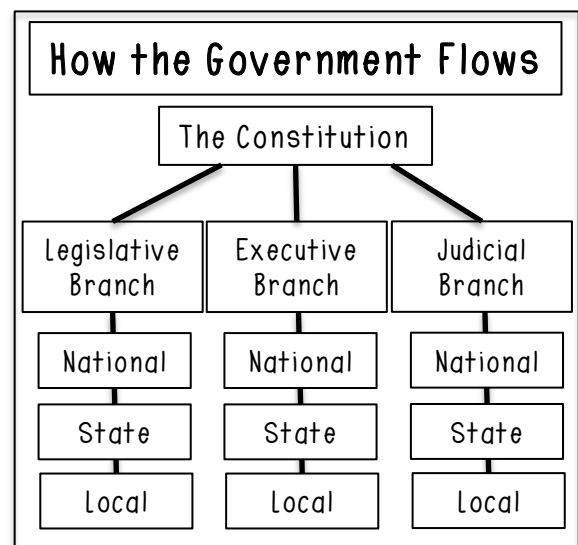 How the Government Flows
The Constitution
Legislative
Branch
Executive
Branch
Judicial
Branch
National
National
National
State
State
State
Local
Local
Local